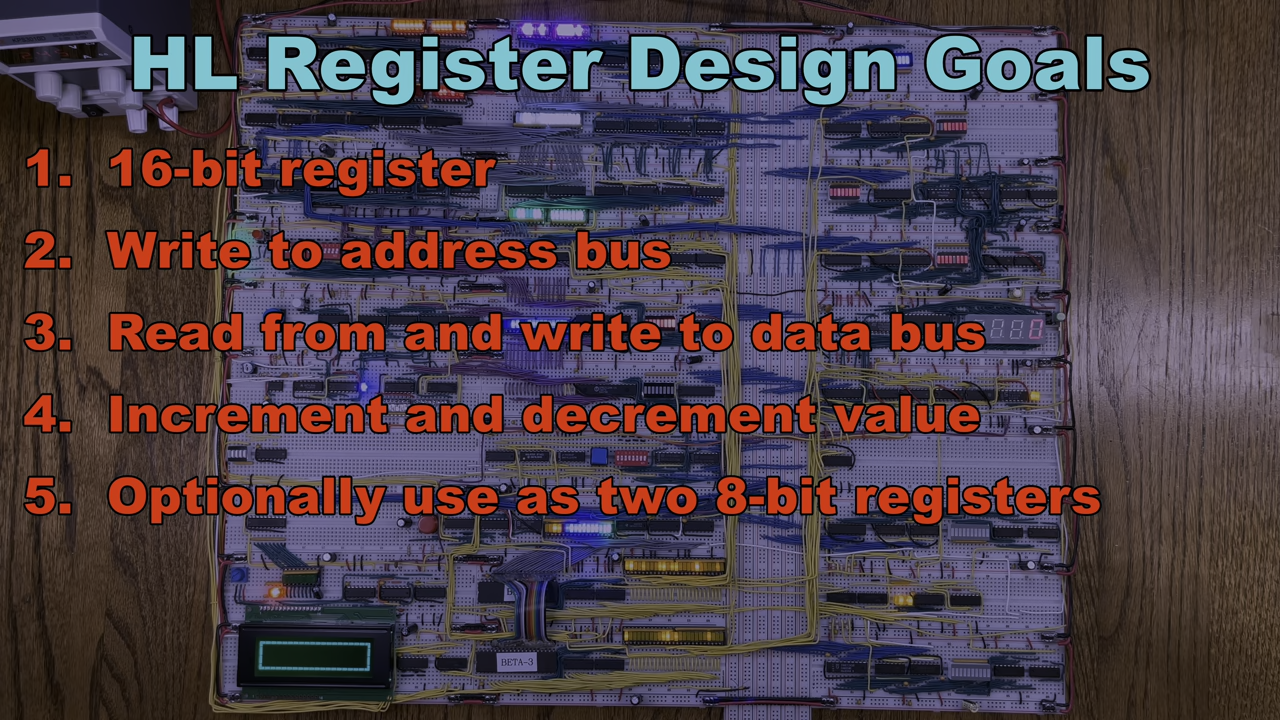 HL Register Design Goals
1. 16-bit register
2. Write to address bus
3. Read from and write to data bus
4. Increment and decrement value
5. Optionally use as two 8-bit registers
BETA-3